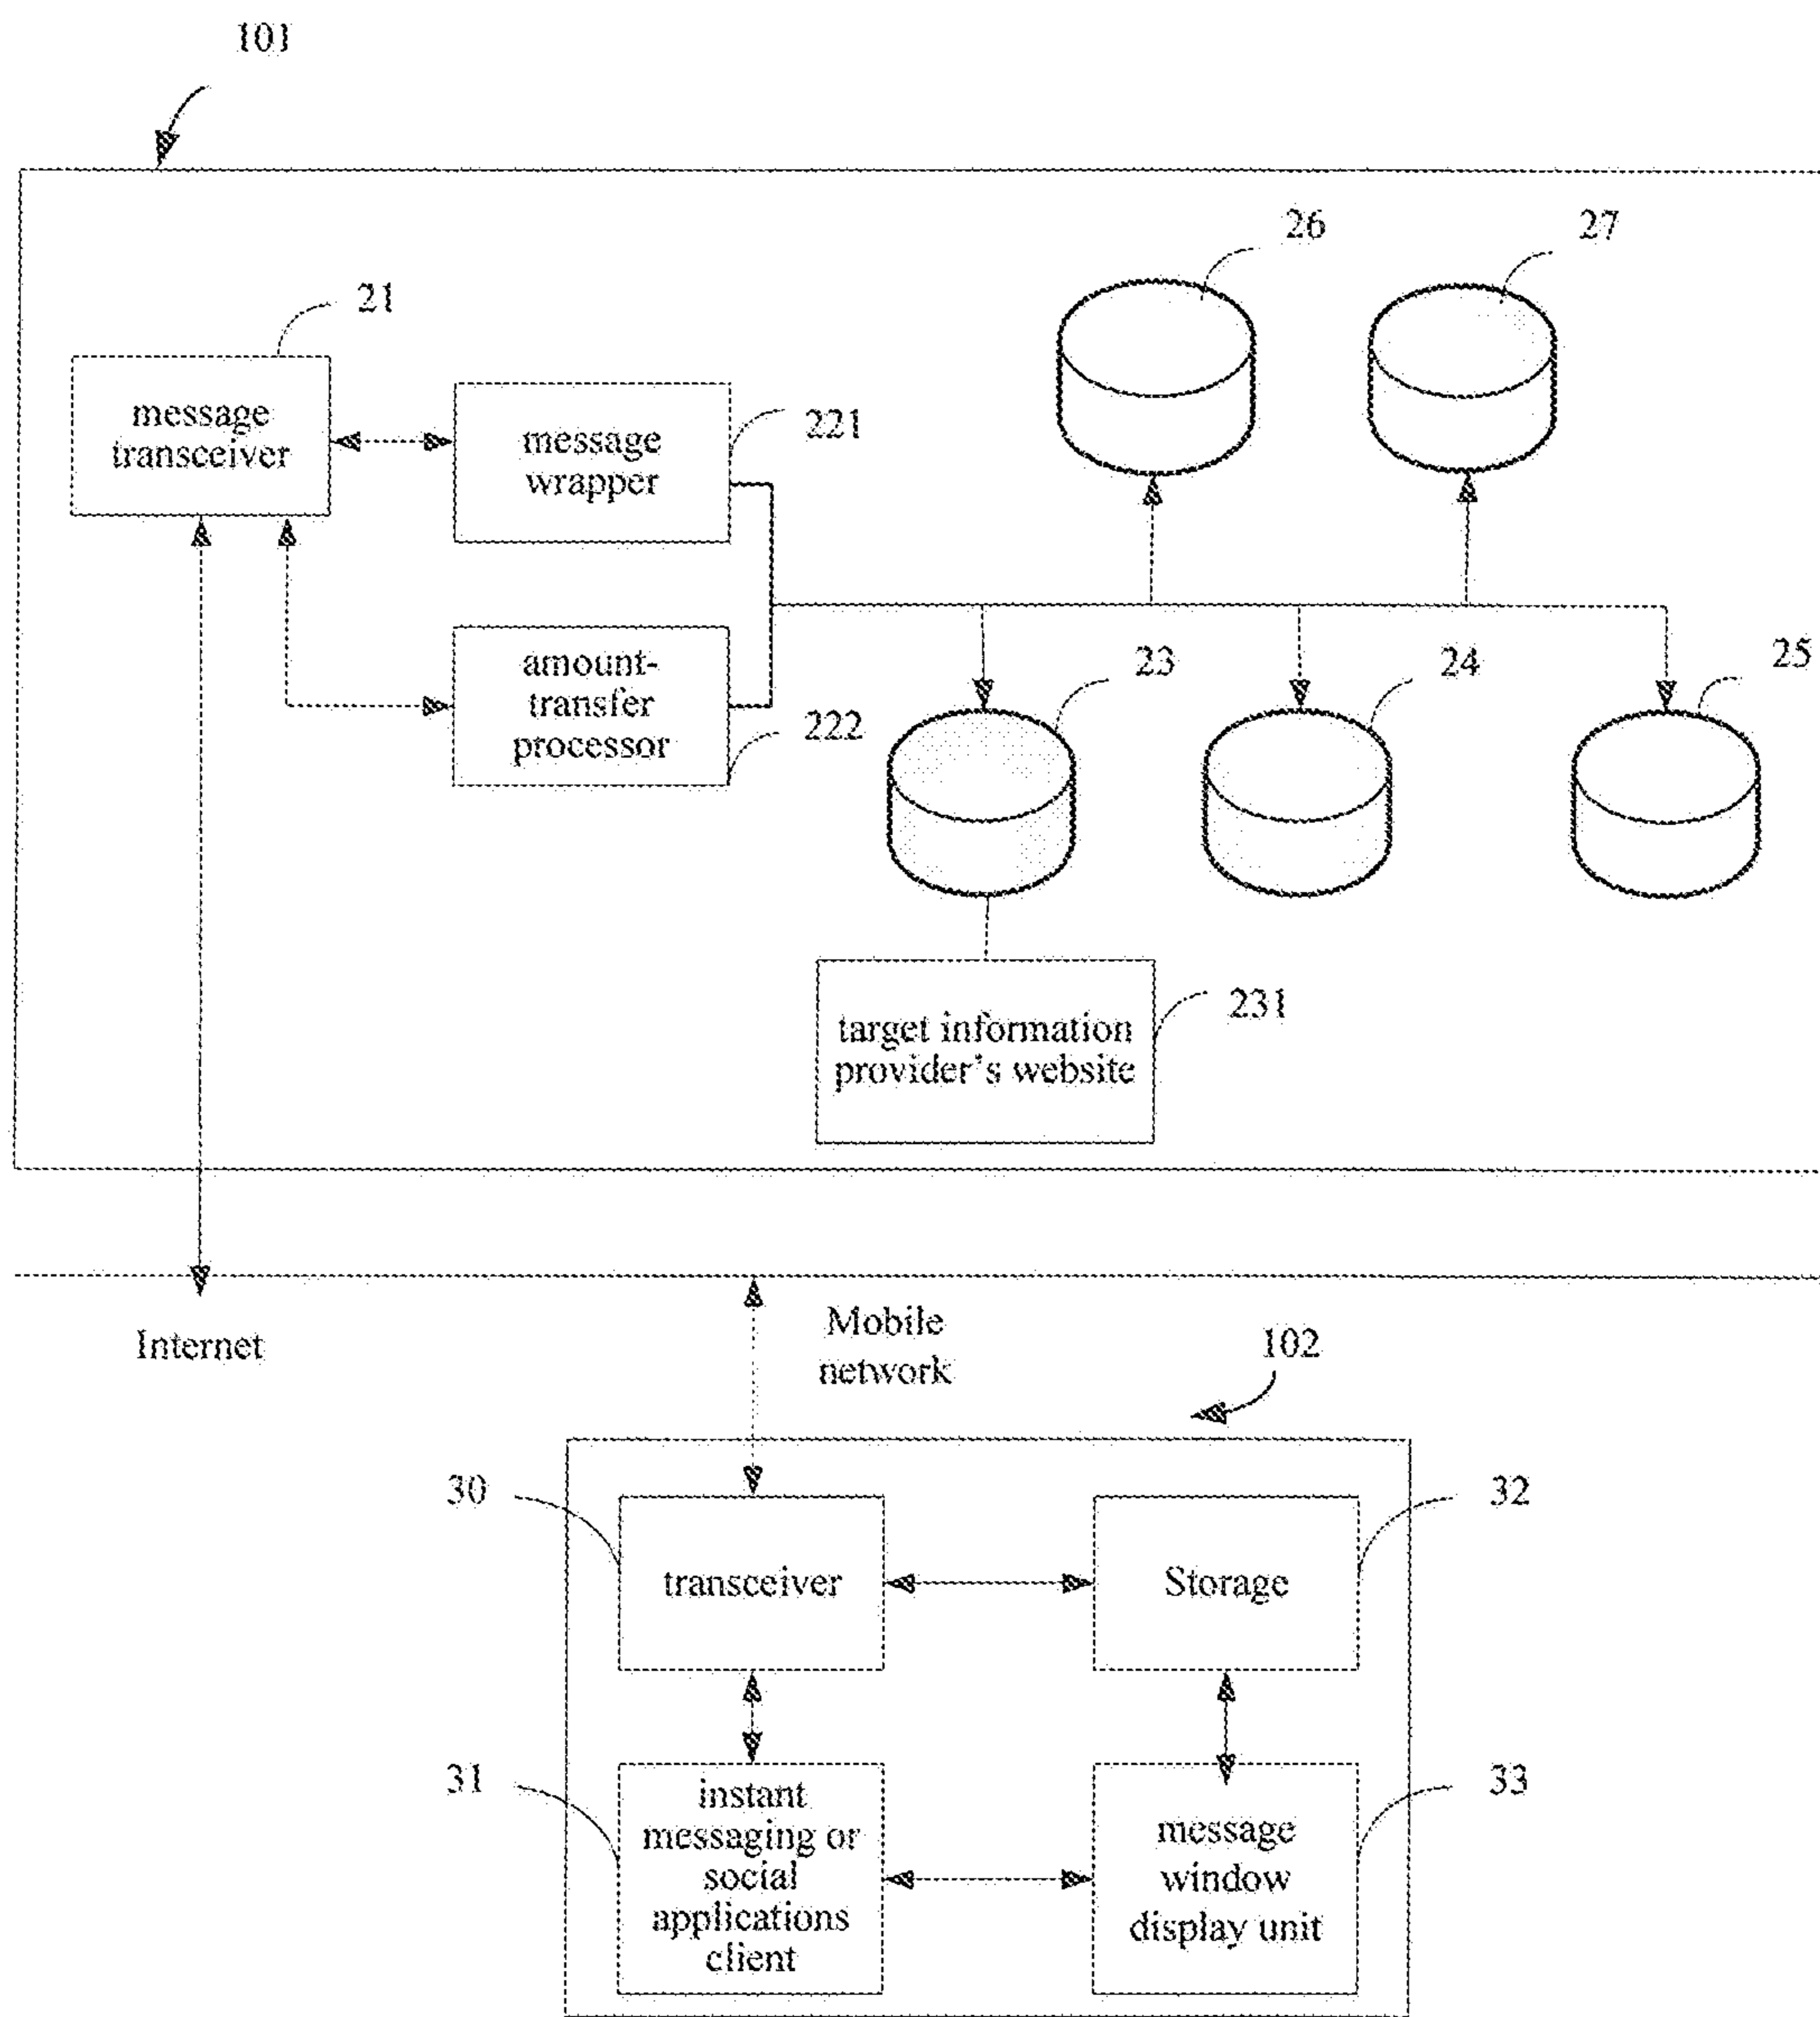 101
26
27
21
message
transceiver
221
message
wrapper
amount-
transfer
processor
222
23
24
25
target information
provider's website
231
Internet
Mobile
network
102
30
transceiver
Storage
32
31
instant
messaging or
social
applications
client
message
window
display unit
33